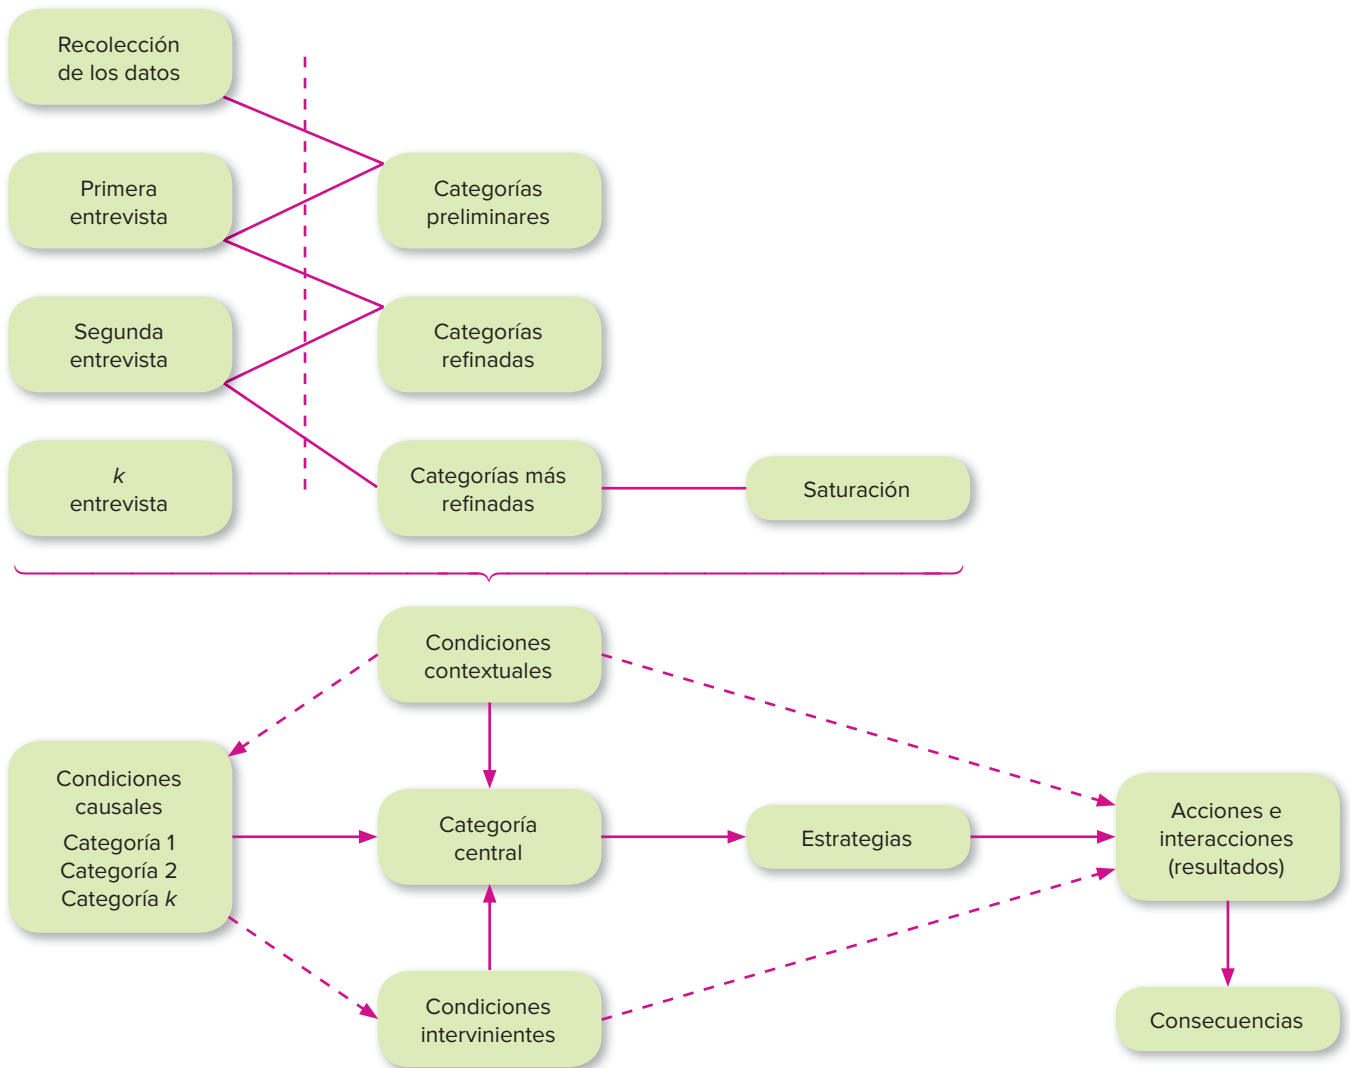 Recolección
de los datos
Primera
entrevista
Categorías
preliminares
Segunda
entrevista
Categorías
refinadas
k
entrevista
Categorías más
refinadas
Saturación
Condiciones
contextuales
Condiciones
causales
Categoría 1
Categoría 2
Categoría k
Categoría
central
Estrategias
Acciones e
interacciones
(resultados)
Condiciones
intervinientes
Consecuencias